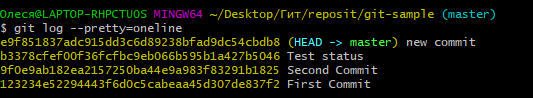 Олеся@LAPTOP-RHPCTUOS MINGW64 ~/Desktop/Гит/reposit/git-sample (master)
$ git log --pretty=oneline
e9f851837adc915dd3c6d89238bfad9dc54cbdb8 (HEAD -> master) new commit
b3378cfef00f36fcfbc9eb066b595b1a427b5046 Test status
9f0e9ab182ea2157250ba44e9a983f83291b1825 Second Commit
123234e52294443f6d0c5cabeaa45d307de837f2 First Commit